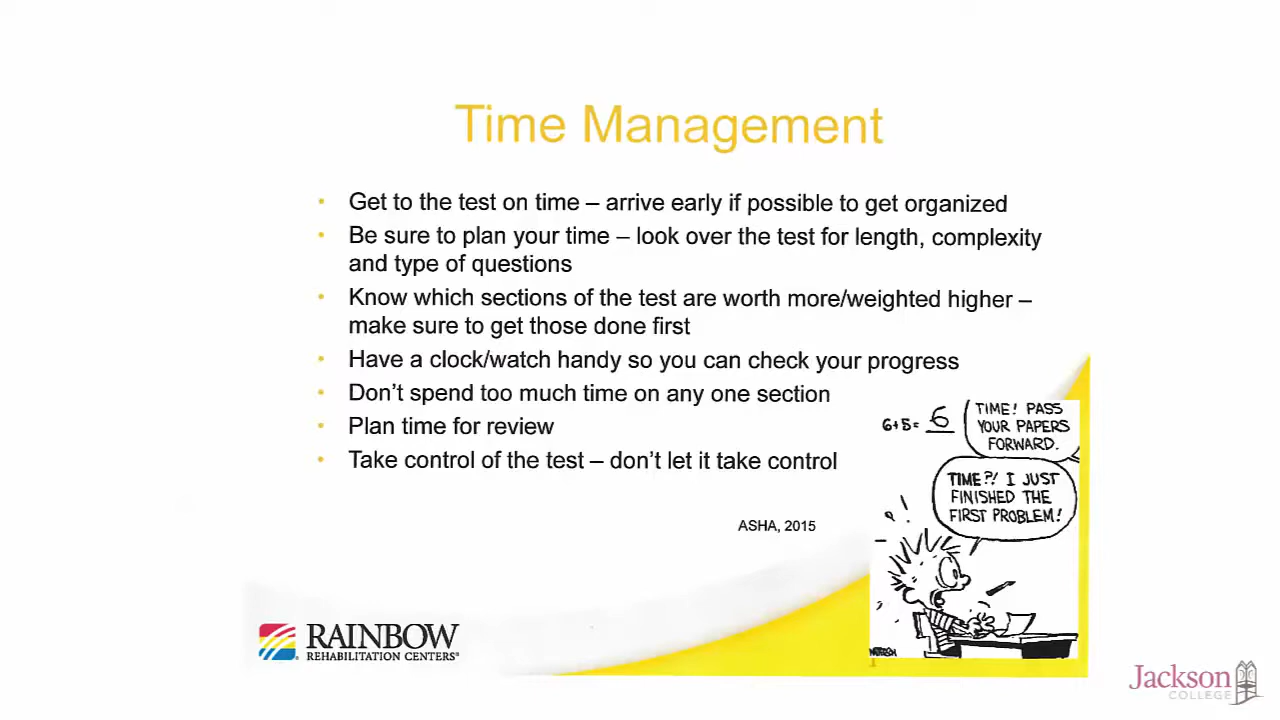 Time Management
• Get to the test on time – arrive early if possible to get organized
• Be sure to plan your time – look over the test for length, complexity
and type of questions
• Know which sections of the test are worth more/weighted higher –
make sure to get those done first
• Have a clock/watch handy so you can check your progress
• Don't spend too much time on any one section
• Plan time for review
• Take control of the test – don't let it take control
ASHA, 2015
6+5= 6
TIME! PASS
YOUR PAPERS
FORWARD.
TIME?! I JUST
FINISHED THE
FIRST PROBLEM!
RAINBOW
REHABILITATION CENTERS®
Jackson
COLLEGE